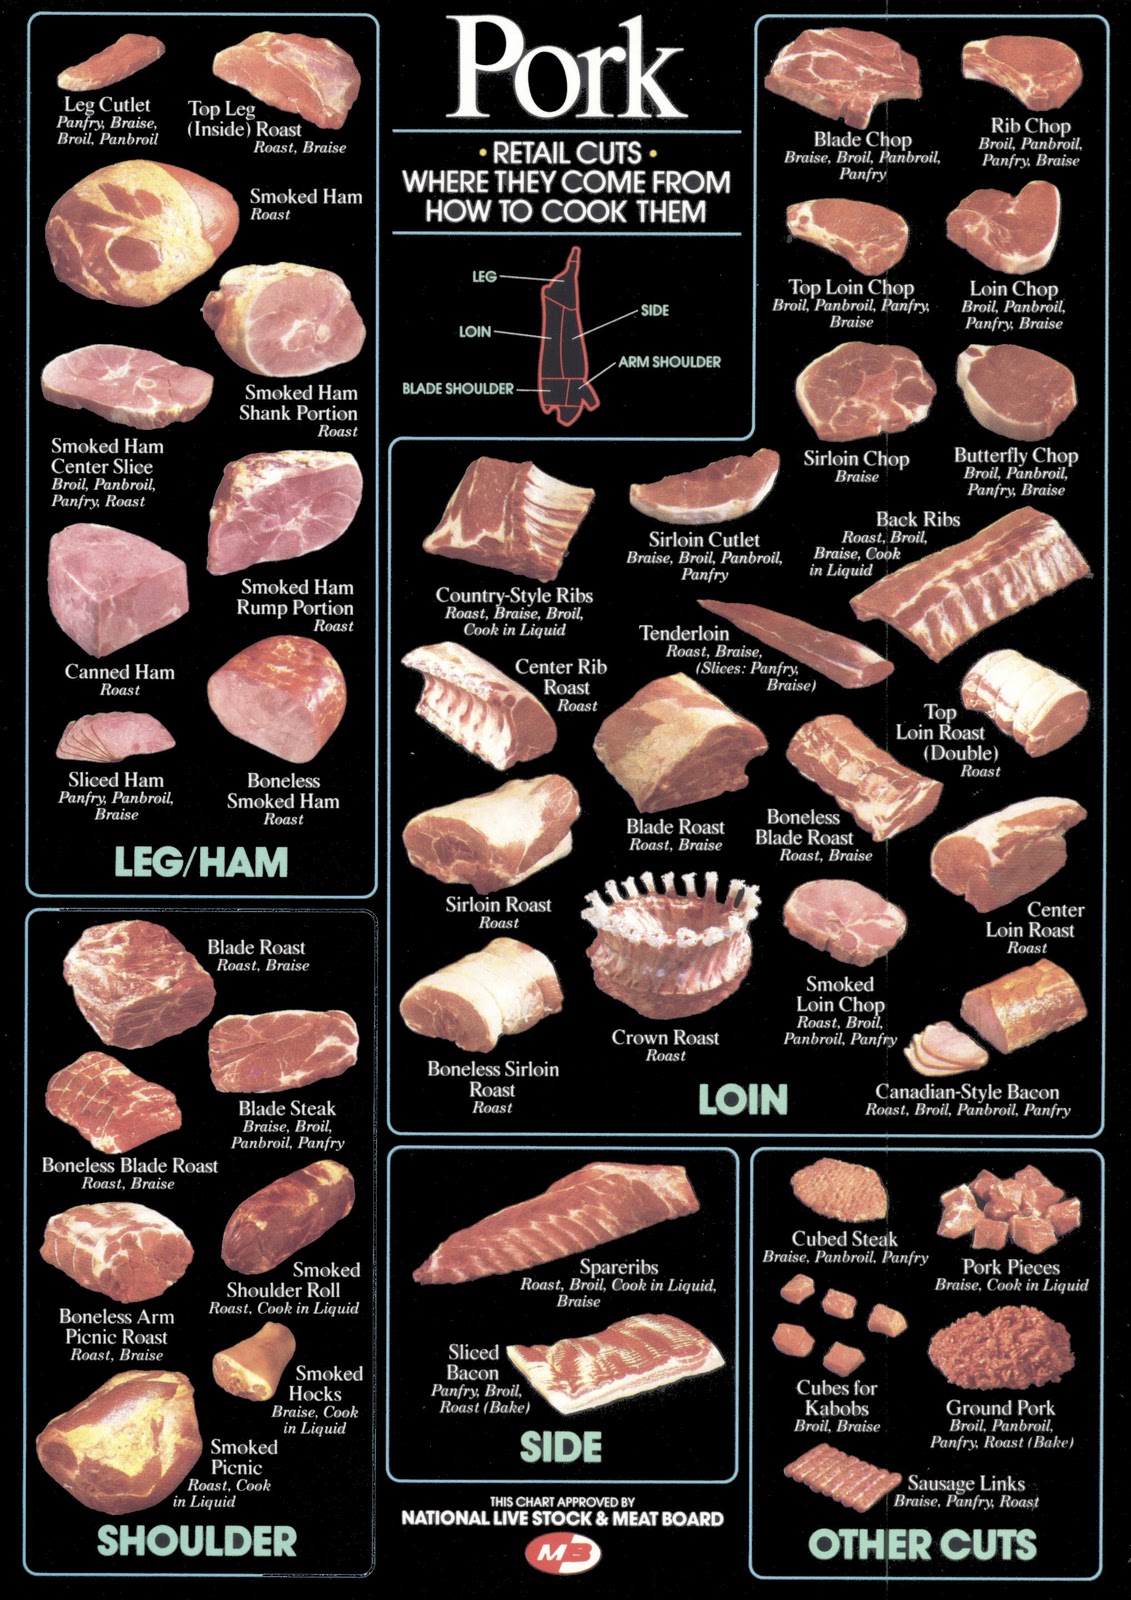 Pork
• RETAIL CUTS •
WHERE THEY COME FROM
HOW TO COOK THEM
LEG
SIDE
LOIN
ARM SHOULDER
BLADE SHOULDER
Leg Cutlet
Panfry, Braise,
Broil, Panbroil
Top Leg
(Inside) Roast
Roast, Braise
Smoked Ham
Roast
Smoked Ham
Shank Portion
Roast
Smoked Ham
Center Slice
Broil, Panbroil,
Panfry, Roast
Smoked Ham
Rump Portion
Roast
Canned Ham
Roast
Sliced Ham
Panfry, Panbroil,
Braise
Boneless
Smoked Ham
Roast
LEG/HAM
Blade Chop
Braise, Broil, Panbroil,
Panfry
Rib Chop
Broil, Panbroil,
Panfry, Braise
Top Loin Chop
Broil, Panbroil, Panfry,
Braise
Loin Chop
Broil, Panbroil,
Panfry, Braise
Sirloin Chop
Braise
Butterfly Chop
Broil, Panbroil,
Panfry, Braise
Country-Style Ribs
Roast, Braise, Broil,
Cook in Liquid
Sirloin Cutlet
Braise, Broil, Panbroil,
Panfry
Back Ribs
Roast, Broil,
Braise, Cook
in Liquid
Tenderloin
Roast, Braise,
(Slices: Panfry,
Braise)
Center Rib
Roast
Roast
Top
Loin Roast
(Double)
Roast
Blade Roast
Roast, Braise
Boneless
Blade Roast
Roast, Braise
Sirloin Roast
Roast
Center
Loin Roast
Roast
Boneless Sirloin
Roast
Roast
Crown Roast
Roast
Smoked
Loin Chop
Roast, Broil,
Panbroil, Panfry
Canadian-Style Bacon
Roast, Broil, Panbroil, Panfry
LOIN
Blade Roast
Roast, Braise
Blade Steak
Braise, Broil,
Panbroil, Panfry
Boneless Blade Roast
Roast, Braise
Smoked
Shoulder Roll
Roast, Cook in Liquid
Boneless Arm
Picnic Roast
Roast, Braise
Smoked
Hocks
Braise, Cook
in Liquid
Smoked
Picnic
Roast, Cook
in Liquid
SHOULDER
Spareribs
Roast, Broil, Cook in Liquid,
Braise
Sliced
Bacon
Panfry, Broil,
Roast (Bake)
SIDE
Cubed Steak
Braise, Panbroil, Panfry
Pork Pieces
Braise, Cook in Liquid
Cubes for
Kabobs
Broil, Braise
Ground Pork
Broil, Panbroil,
Panfry, Roast (Bake)
Sausage Links
Braise, Panfry, Roast
OTHER CUTS
THIS CHART APPROVED BY
NATIONAL LIVE STOCK & MEAT BOARD
MB